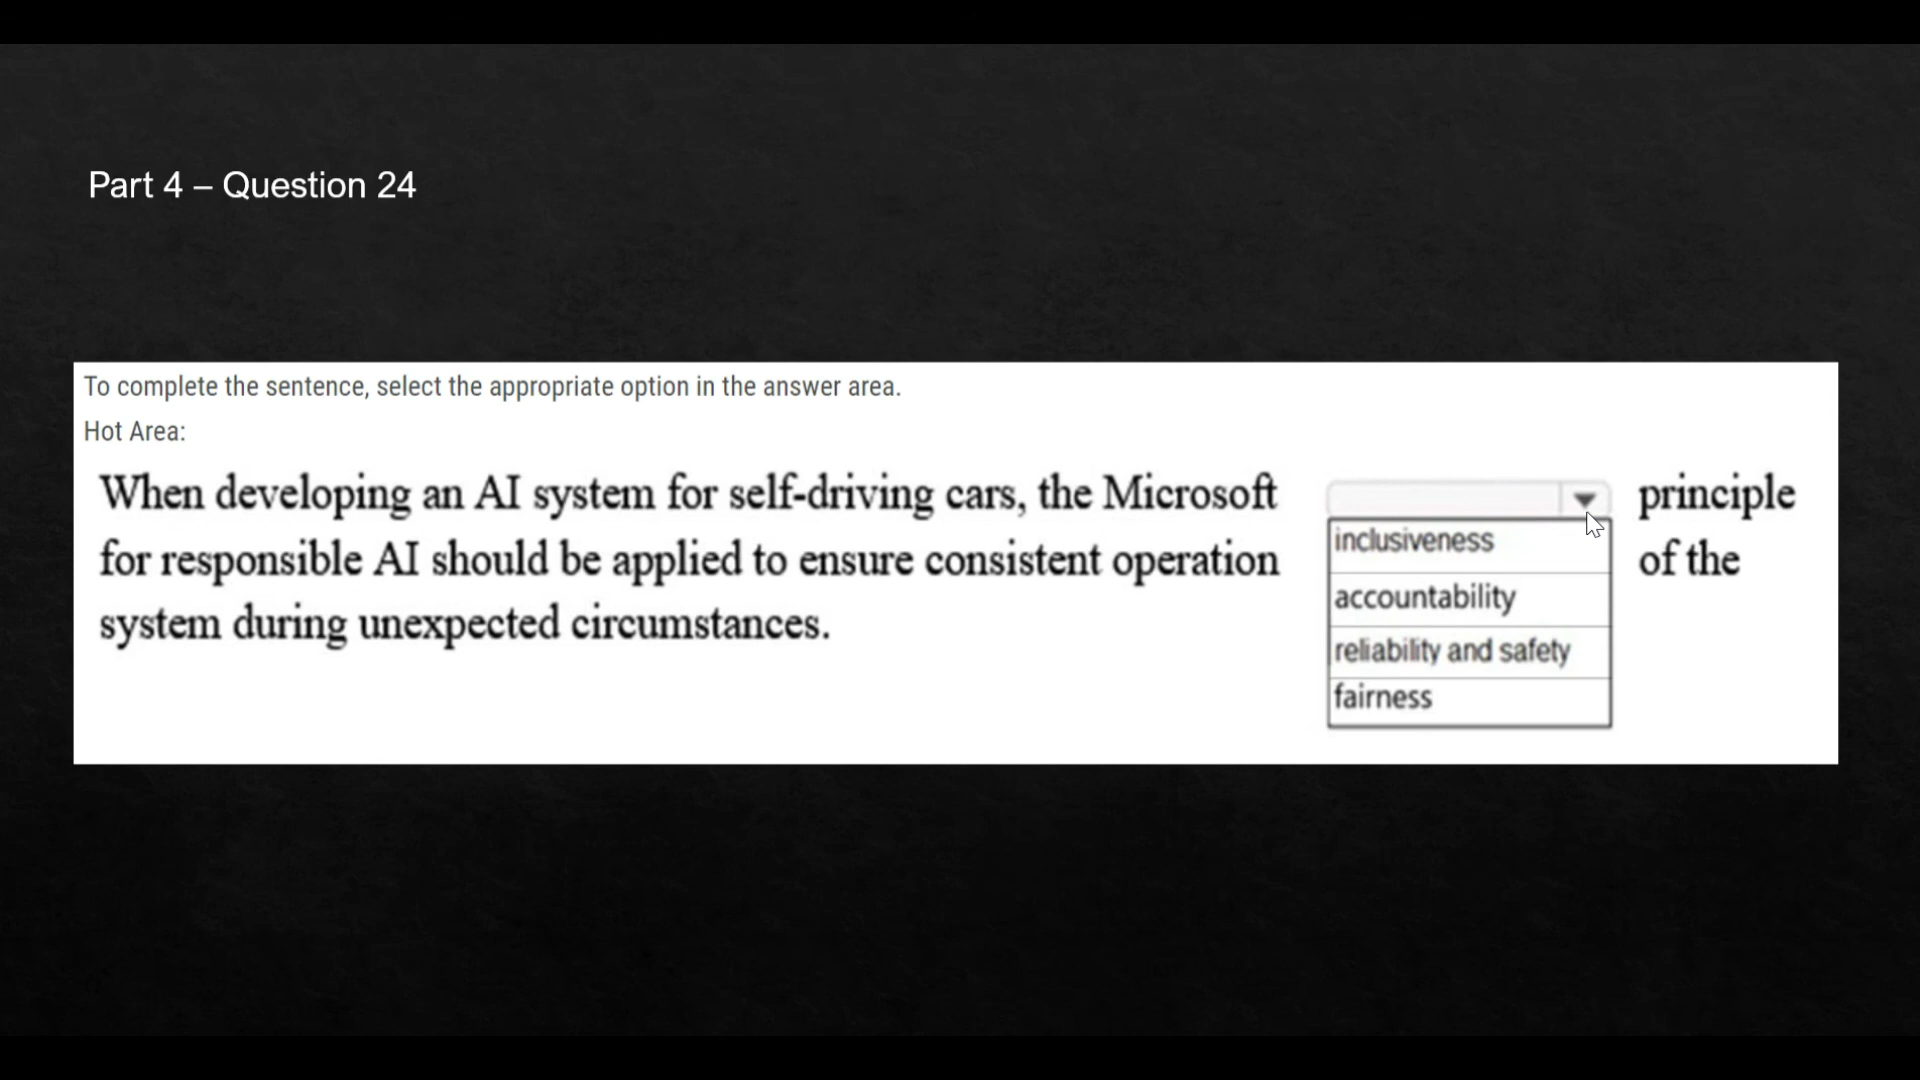 Part 4 – Question 24
To complete the sentence, select the appropriate option in the answer area.
Hot Area:
When developing an AI system for self-driving cars, the Microsoft principle
for responsible AI should be applied to ensure consistent operation of the
system during unexpected circumstances.
inclusiveness
accountability
reliability and safety
fairness